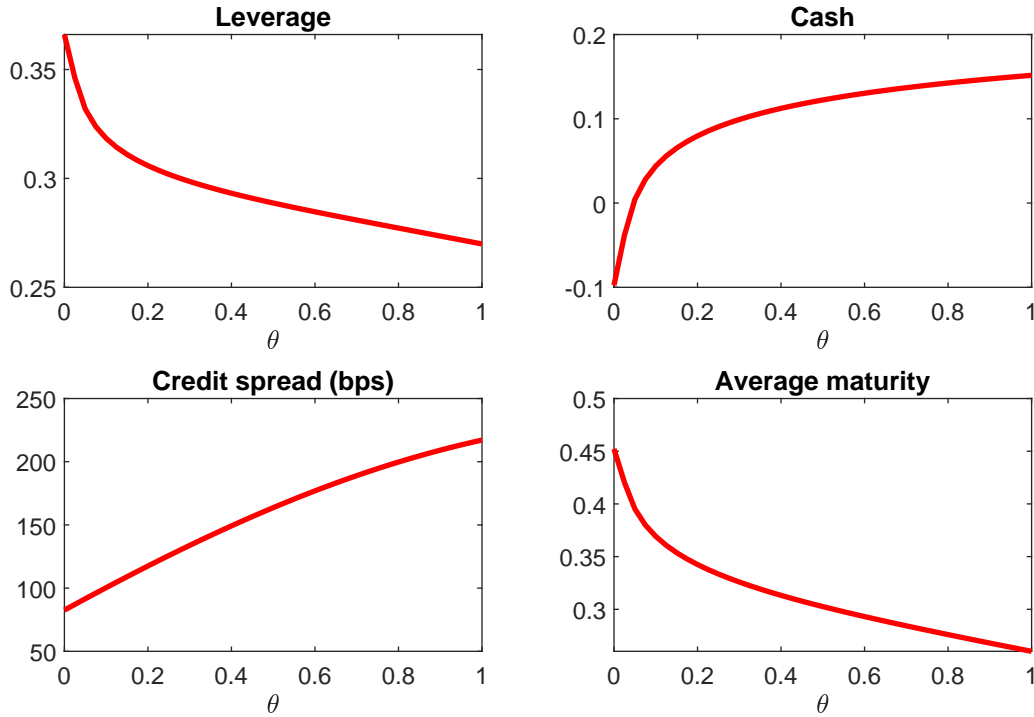 Leverage
0.35
0.3
0.25
0 0.2 0.4 0.6 0.8 1
θ
Cash
0.2
0.1
0
-0.1
0 0.2 0.4 0.6 0.8 1
θ
Credit spread (bps)
250
200
150
100
50
0 0.2 0.4 0.6 0.8 1
θ
Average maturity
0.5
0.45
0.4
0.35
0.3
0 0.2 0.4 0.6 0.8 1
θ